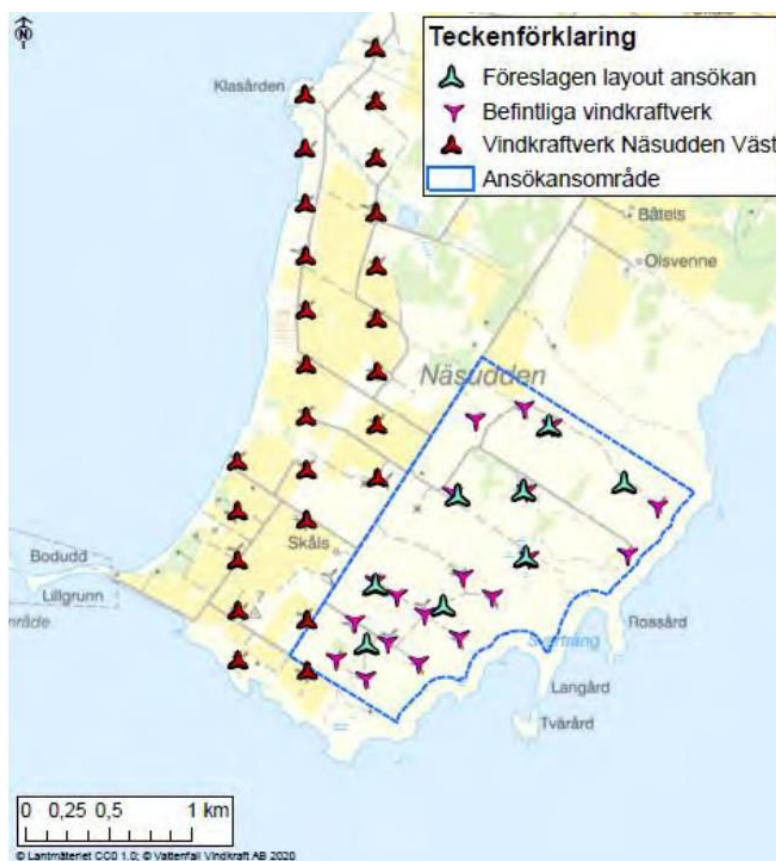 N
Teckenförklaring
Föreslagen layout ansökan
Befintliga vindkraftverk
Vindkraftverk Näsudden Väst
Ansökansområde
Klasården
Båtels
Olsvenne
Näsudden
Skåls
Bodudd
Lillgrunn
område
Rossård
Langård
Tvärård
0 0,25 0,5 1 km
© Lantmäteriet CC0 1.0; © Vattenfall Vindkraft AB 2020